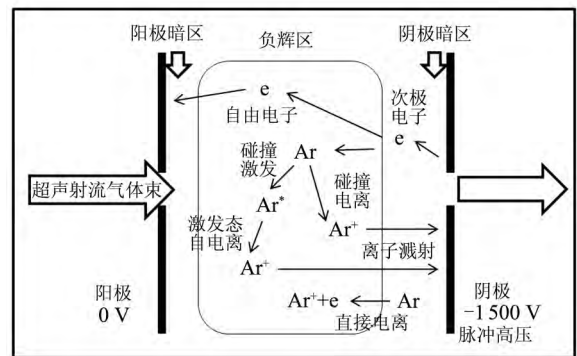 阳极暗区
负辉区
阴极暗区
e
自由电子
次极
电子
e
碰撞
激发
Ar
碰撞
电离
超声射流气体束
Ar*
激发态
自电离
Ar⁺
离子溅射
Ar⁺
阳极
0 V
Ar⁺+e
Ar
直接电离
阴极
−1 500 V
脉冲高压